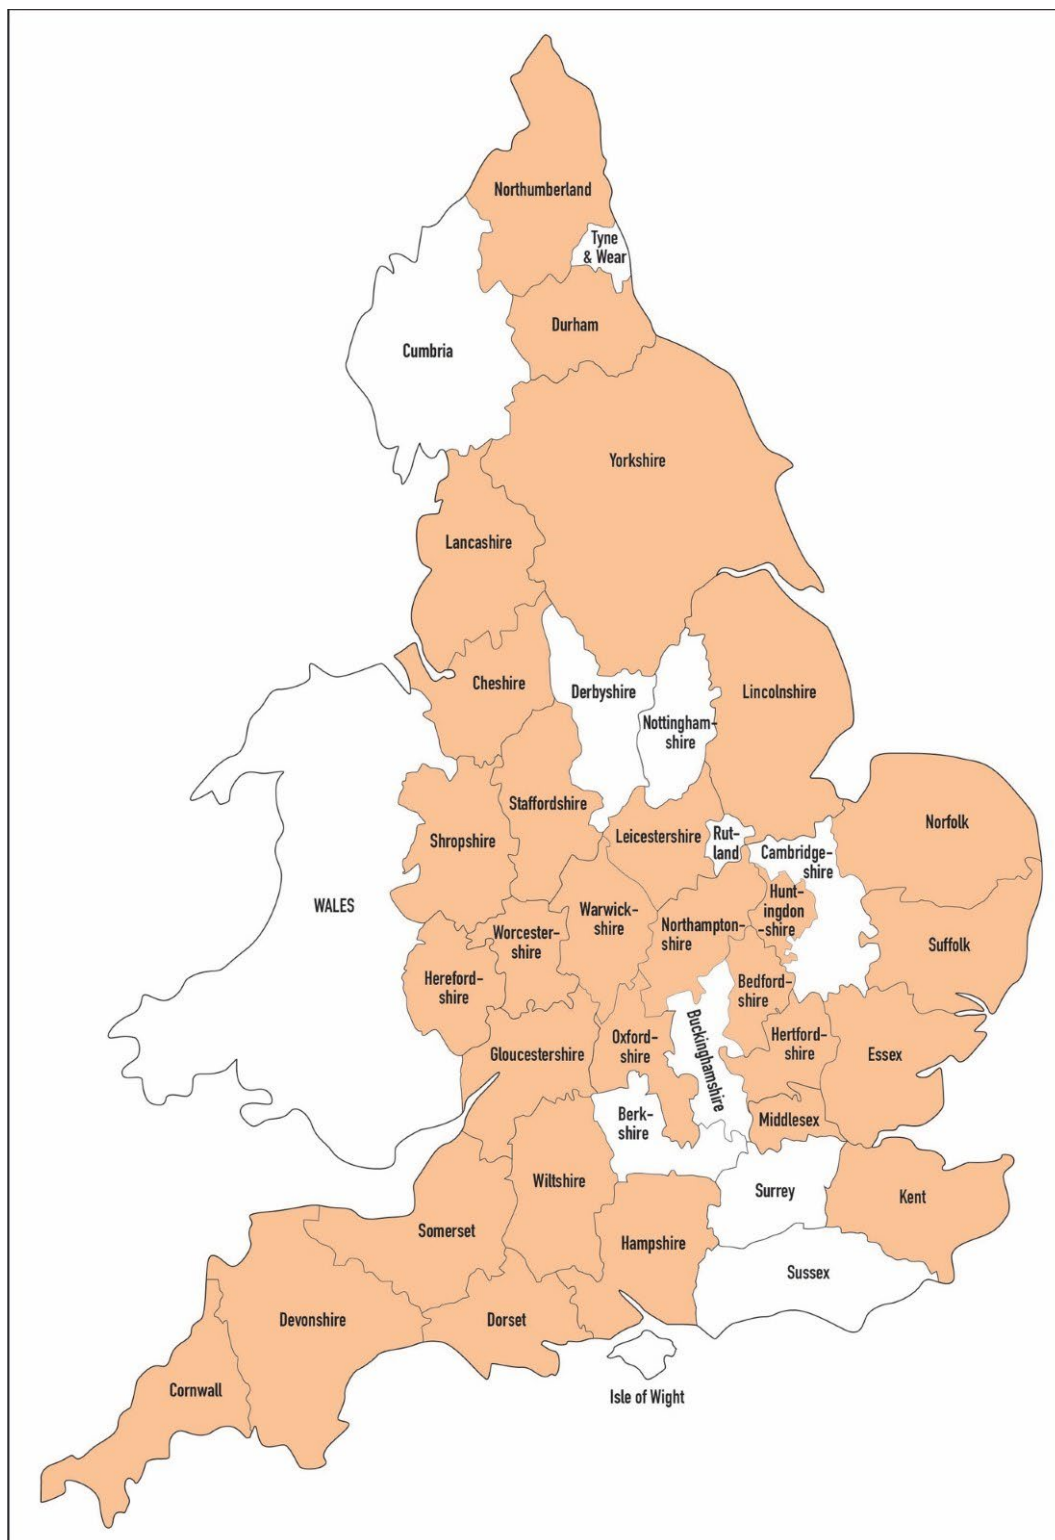 Northumberland
Tyne
& Wear
Durham
Cumbria
Yorkshire
Lancashire
Cheshire
Derbyshire
Nottingham-
shire
Lincolnshire
Staffordshire
Shropshire
Leicestershire
Rut-
land
Cambridge-
shire
Norfolk
WALES
Hunt-
ingdon
-shire
Warwick-
shire
Worcester-
shire
Northampton-
shire
Suffolk
Hereford-
shire
Bedford-
shire
Gloucestershire
Oxford-
shire
Buckinghamshire
Hertford-
shire
Essex
Berk-
shire
Middlesex
Wiltshire
Surrey
Kent
Somerset
Hampshire
Sussex
Devonshire
Dorset
Cornwall
Isle of Wight